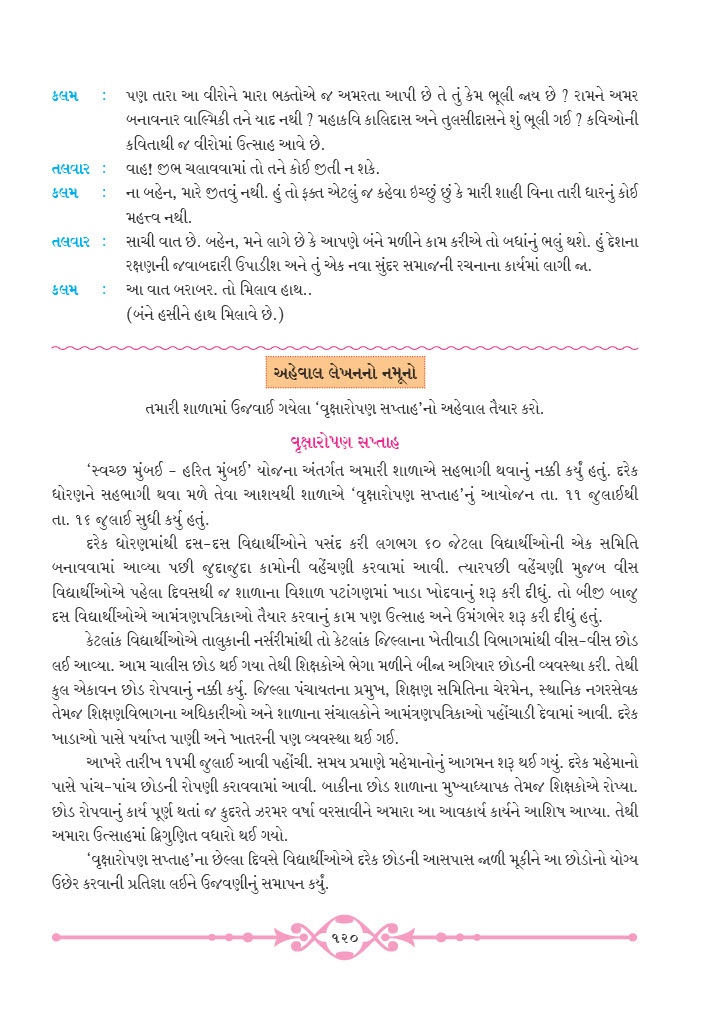 કલમ : પણ તારા આ વીરોને મારા ભક્તોએ જ અમરતા આપી છે તે તું કેમ ભૂલી જાય છે ? રામને અમર
બનાવનાર વાલ્મિકી તને યાદ નથી ? મહાકવિ કાલિદાસ અને તુલસીદાસને શું ભૂલી ગઈ ? કવિઓની
કવિતાથી જ વીરોમાં ઉત્સાહ આવે છે.
તલવાર : વાહ! જીભ ચલાવવામાં તો તને કોઈ જીતી ન શકે.
કલમ : ના બહેન, મારે જીતવું નથી. હું તો ફક્ત એટલું જ કહેવા ઇચ્છું છું કે મારી શાહી વિના તારી ધારનું કોઈ
મહત્ત્વ નથી.
તલવાર : સાચી વાત છે. બહેન, મને લાગે છે કે આપણે બંને મળીને કામ કરીએ તો બધાંનું ભલું થશે. હું દેશના
રક્ષણની જવાબદારી ઉપાડીશ અને તું એક નવા સુંદર સમાજની રચનાના કાર્યમાં લાગી જા.
કલમ : આ વાત બરાબર. તો મિલાવ હાથ..
(બંને હસીને હાથ મિલાવે છે.)
અહેવાલ લેખનનો નમૂનો
તમારી શાળામાં ઉજવાઈ ગયેલા ‘વૃક્ષારોપણ સપ્તાહ’નો અહેવાલ તૈયાર કરો.
વૃક્ષારોપણ સપ્તાહ
‘સ્વચ્છ મુંબઈ - હરિત મુંબઈ’ યોજના અંતર્ગત અમારી શાળાએ સહભાગી થવાનું નક્કી કર્યું હતું. દરેક
ધોરણને સહભાગી થવા મળે તેવા આશયથી શાળાએ ‘વૃક્ષારોપણ સપ્તાહ’નું આયોજન તા. ૧૧ જુલાઈથી
તા. ૧૬ જુલાઈ સુધી કર્યુ હતું.
દરેક ધોરણમાંથી દસ-દસ વિદ્યાર્થીઓને પસંદ કરી લગભગ ૬૦ જેટલા વિદ્યાર્થીઓની એક સમિતિ
બનાવવામાં આવ્યા પછી જુદાજુદા કામોની વહેંચણી કરવામાં આવી. ત્યારપછી વહેંચણી મુજબ વીસ
વિદ્યાર્થીઓએ પહેલા દિવસથી જ શાળાના વિશાળ પટાંગણમાં ખાડા ખોદવાનું શરૂ કરી દીધું. તો બીજી બાજુ
દસ વિદ્યાર્થીઓએ આમંત્રણપત્રિકાઓ તૈયાર કરવાનું કામ પણ ઉત્સાહ અને ઉમંગભેર શરૂ કરી દીધું હતું.
કેટલાંક વિદ્યાર્થીઓએ તાલુકાની નર્સરીમાંથી તો કેટલાંક જિલ્લાના ખેતીવાડી વિભાગમાંથી વીસ-વીસ છોડ
લઈ આવ્યા. આમ ચાલીસ છોડ થઈ ગયા તેથી શિક્ષકોએ ભેગા મળીને બીજા અગિયાર છોડની વ્યવસ્થા કરી. તેથી
કુલ એકાવન છોડ રોપવાનું નક્કી કર્યુ. જિલ્લા પંચાયતના પ્રમુખ, શિક્ષણ સમિતિના ચેરમેન, સ્થાનિક નગરસેવક
તેમજ શિક્ષણવિભાગના અધિકારીઓ અને શાળાના સંચાલકોને આમંત્રણપત્રિકાઓ પહોંચાડી દેવામાં આવી. દરેક
ખાડાઓ પાસે પર્યાપ્ત પાણી અને ખાતરની પણ વ્યવસ્થા થઈ ગઈ.
આખરે તારીખ ૧૫મી જુલાઈ આવી પહોંચી. સમય પ્રમાણે મહેમાનોનું આગમન શરૂ થઈ ગયું. દરેક મહેમાનો
પાસે પાંચ-પાંચ છોડની રોપણી કરાવવામાં આવી. બાકીના છોડ શાળાના મુખ્યાધ્યાપક તેમજ શિક્ષકોએ રોપ્યા.
છોડ રોપવાનું કાર્ય પૂર્ણ થતાં જ કુદરતે ઝરમર વર્ષા વરસાવીને અમારા આ આવકાર્ય કાર્યને આશિષ આપ્યા. તેથી
અમારા ઉત્સાહમાં દ્વિગુણિત વધારો થઈ ગયો.
‘વૃક્ષારોપણ સપ્તાહ’ના છેલ્લા દિવસે વિદ્યાર્થીઓએ દરેક છોડની આસપાસ જાળી મૂકીને આ છોડોનો યોગ્ય
ઉછેર કરવાની પ્રતિજ્ઞા લઈને ઉજવણીનું સમાપન કર્યું.
૧૨૦